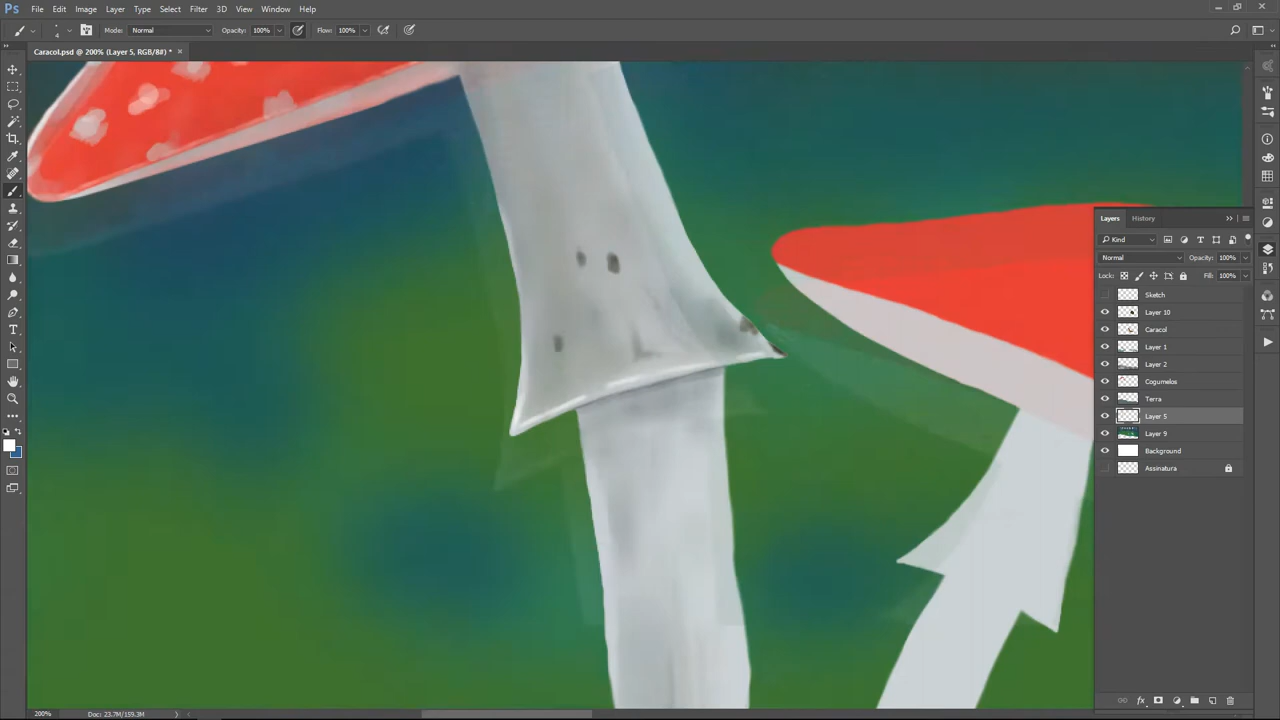 Ps File Edit Image Layer Type Select Filter 3D View Window Help
4 Mode: Normal Opacity: 100% Flow: 100%
Caracol.psd @ 200% (Layer 5, RGB/8#) * ×
Layers History
Kind
Normal Opacity: 100%
Lock: Fill: 100%
Sketch
Layer 10
Caracol
Layer 1
Layer 2
Cogumelos
Terra
Layer 5
Layer 9
Background
Assinatura
fx
200% Doc: 23.7M/159.3M